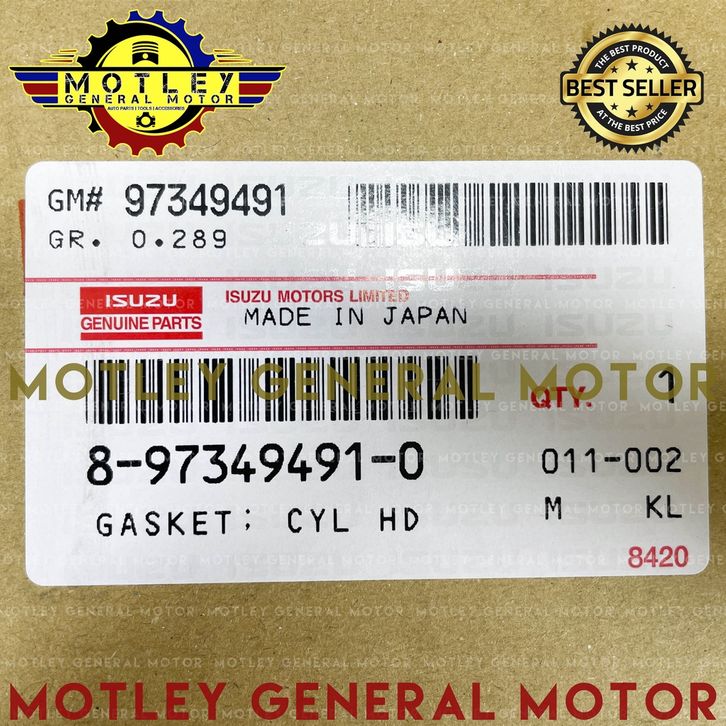 MOTLEY
GENERAL MOTOR
AUTO PARTS | TOOLS | ACCESSORIES
THE BEST PRODUCT
BEST SELLER
AT THE BEST PRICE
GM# 97349491
GR. 0.289
ISUZU
GENUINE PARTS
ISUZU MOTORS LIMITED
MADE IN JAPAN
MOTLEY GENERAL MOTOR
QTY. 1
8-97349491-0
011-002
GASKET; CYL HD
M KL
8420
MOTLEY GENERAL MOTOR